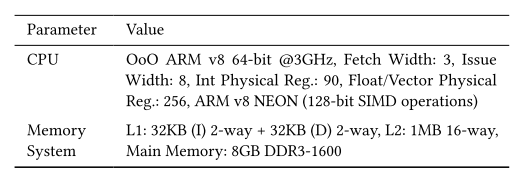 Parameter Value
CPU OoO ARM v8 64-bit @3GHz, Fetch Width: 3, Issue
Width: 8, Int Physical Reg.: 90, Float/Vector Physical
Reg.: 256, ARM v8 NEON (128-bit SIMD operations)
Memory L1: 32KB (I) 2-way + 32KB (D) 2-way, L2: 1MB 16-way,
System Main Memory: 8GB DDR3-1600